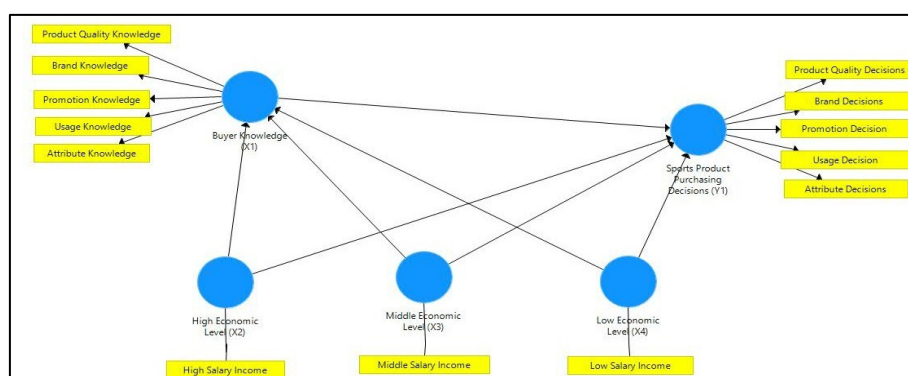 Product Quality Knowledge
Brand Knowledge
Promotion Knowledge
Usage Knowledge
Attribute Knowledge
Buyer Knowledge
(X1)
Product Quality Decisions
Brand Decisions
Promotion Decision
Usage Decision
Attribute Decisions
Sports Product
Purchasing
Decisions (Y1)
High Economic
Level (X2)
Middle Economic
Level (X3)
Low Economic
Level (X4)
High Salary Income
Middle Salary Income
Low Salary Income